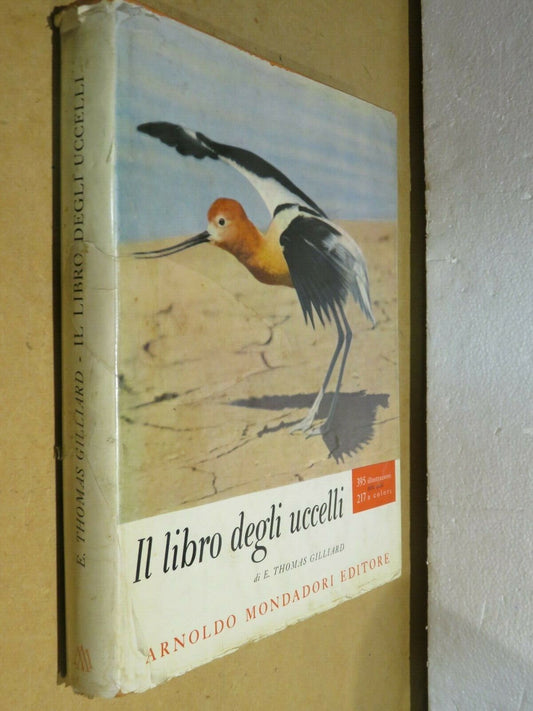 E. THOMAS GILLIARD - IL LIBRO DEGLI UCCELLI
395 illustrazioni
217 a colori
Il libro degli uccelli
di E. THOMAS GILLIARD
ARNOLDO MONDADORI EDITORE